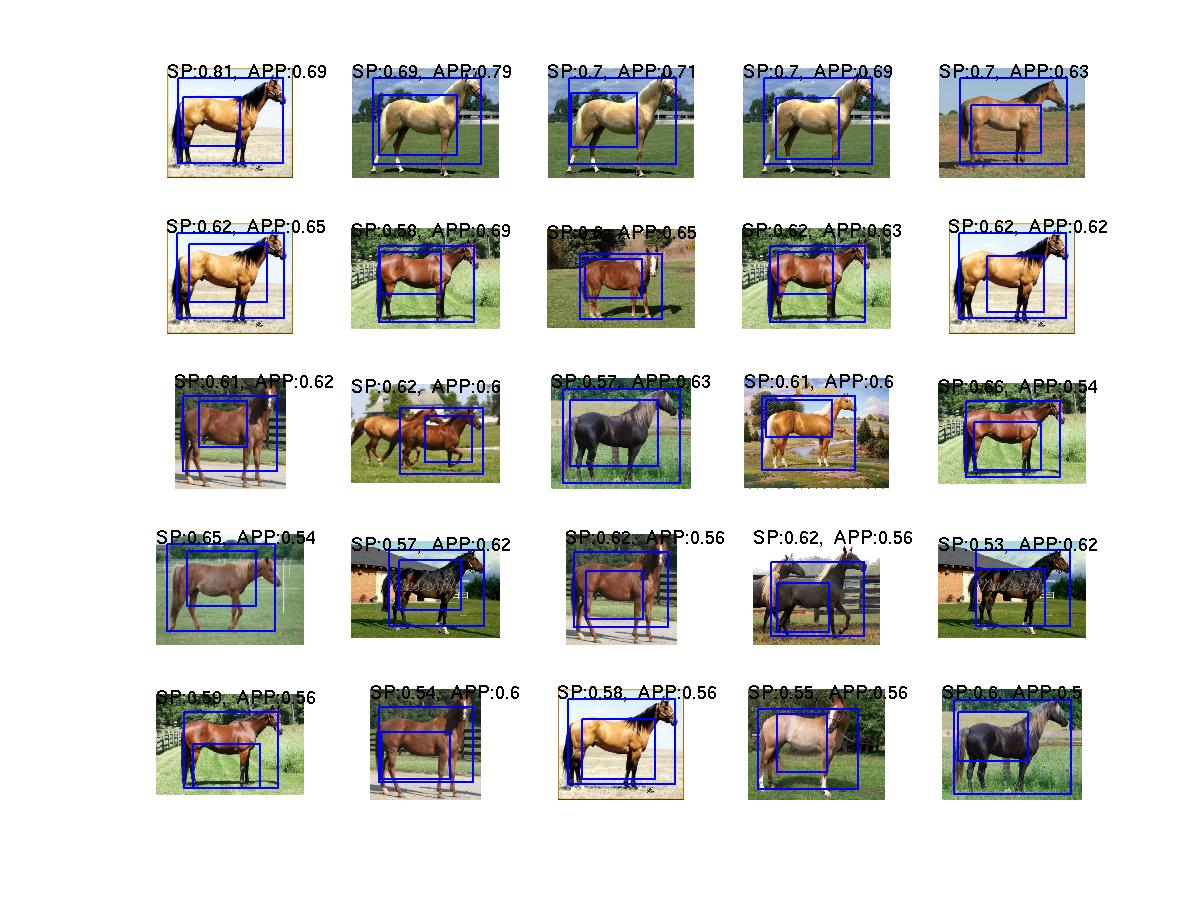 SP:0.81, APP:0.69
SP:0.69, APP:0.79
SP:0.7, APP:0.71
SP:0.7, APP:0.69
SP:0.7, APP:0.63
SP:0.62, APP:0.65
SP:0.58, APP:0.69
SP:0.6, APP:0.65
SP:0.62, APP:0.63
SP:0.62, APP:0.62
SP:0.61, APP:0.62
SP:0.62, APP:0.6
SP:0.57, APP:0.63
SP:0.61, APP:0.6
SP:0.66, APP:0.54
SP:0.65, APP:0.54
SP:0.57, APP:0.62
SP:0.62, APP:0.56
SP:0.62, APP:0.56
SP:0.53, APP:0.62
SP:0.59, APP:0.56
SP:0.54, APP:0.6
SP:0.58, APP:0.56
SP:0.55, APP:0.56
SP:0.6, APP:0.5